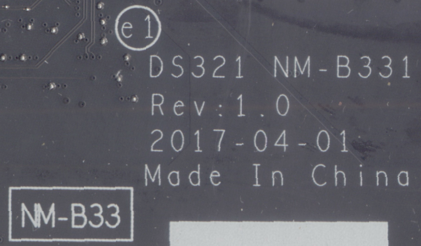 e1
DS321 NM-B331
Rev:1.0
2017-04-01
Made In China
NM-B33